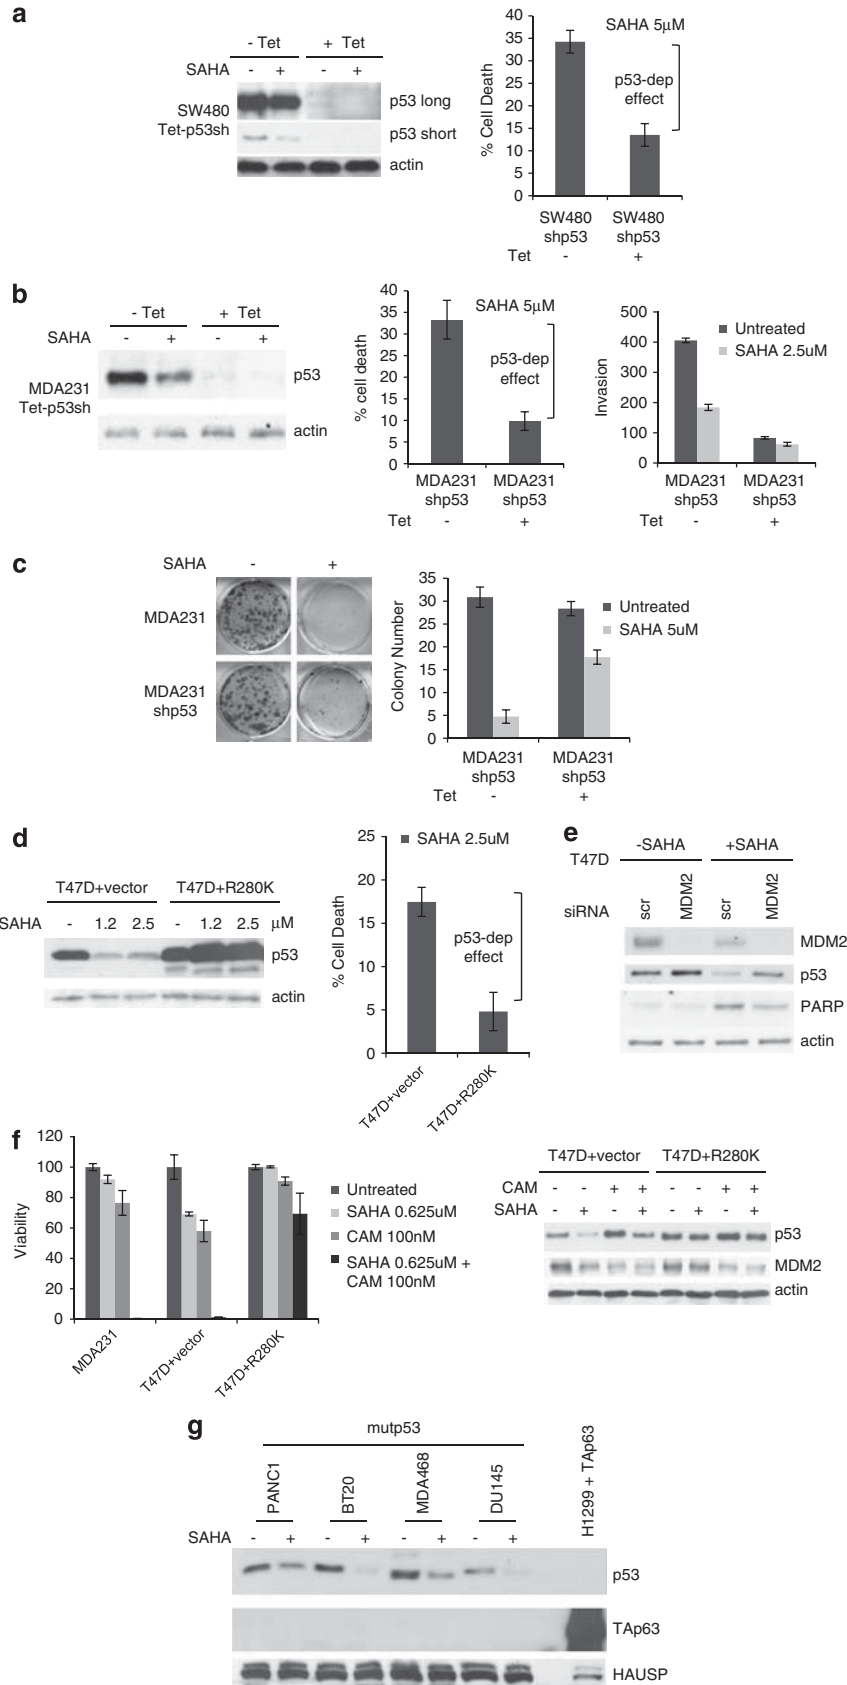 a
- Tet + Tet
SAHA - + - +
SW480
Tet-p53sh
p53 long
p53 short
actin
% Cell Death
40
35
30
25
20
15
10
5
0
SAHA 5μM
p53-dep
effect
SW480
shp53
SW480
shp53
Tet - +
b
- Tet + Tet
SAHA - + - +
MDA231
Tet-p53sh
p53
actin
% cell death
40
35
30
25
20
15
10
5
0
SAHA 5μM
p53-dep
effect
MDA231
shp53
MDA231
shp53
Tet - +
Invasion
500
400
300
200
100
0
Untreated
SAHA 2.5uM
MDA231
shp53
MDA231
shp53
Tet - +
c
SAHA - +
MDA231
MDA231
shp53
Colony Number
35
30
25
20
15
10
5
0
Untreated
SAHA 5uM
MDA231
shp53
MDA231
shp53
Tet - +
d
T47D+vector T47D+R280K
SAHA - 1.2 2.5 - 1.2 2.5 μM
p53
actin
% Cell Death
25
20
15
10
5
0
SAHA 2.5uM
p53-dep
effect
T47D+vector
T47D+R280K
e
T47D -SAHA +SAHA
siRNA scr MDM2 scr MDM2
MDM2
p53
PARP
actin
f
Viability
120
100
80
60
40
20
0
Untreated
SAHA 0.625uM
CAM 100nM
SAHA 0.625uM +
CAM 100nM
MDA231
T47D+vector
T47D+R280K
T47D+vector T47D+R280K
CAM - - + + - - + +
SAHA - + - + - + - +
p53
MDM2
actin
g
mutp53
PANC1 BT20 MDA468 DU145 H1299 + TAp63
SAHA - + - + - + - +
p53
TAp63
HAUSP